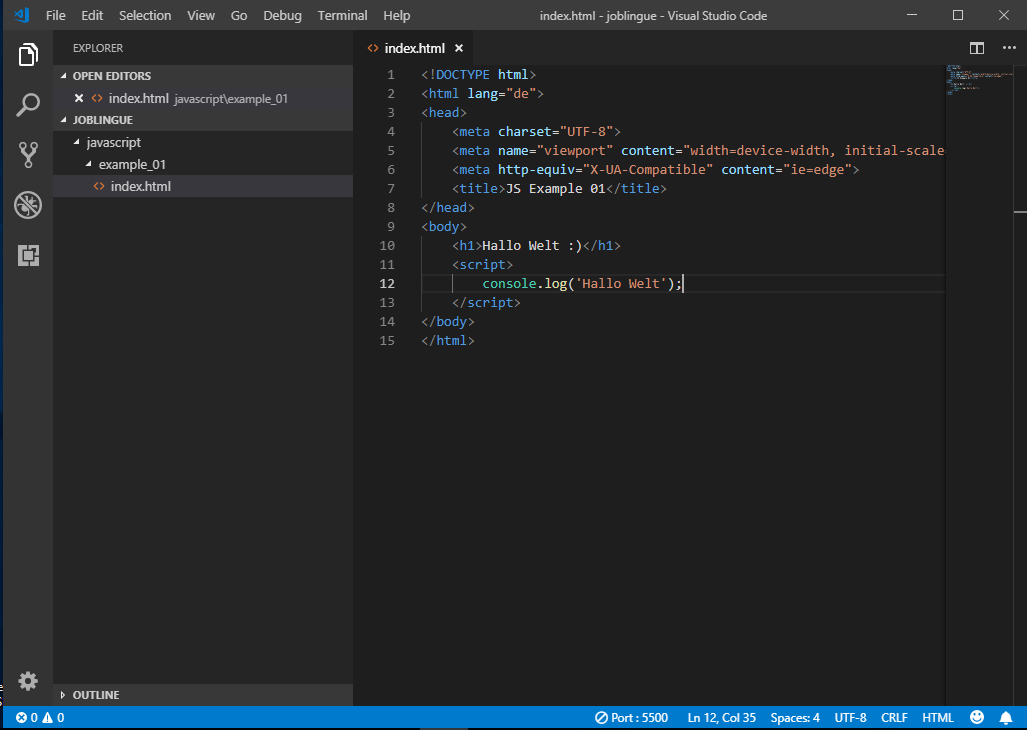 File Edit Selection View Go Debug Terminal Help index.html - joblingue - Visual Studio Code
EXPLORER
OPEN EDITORS
index.html javascript\example_01
JOBLINGUE
javascript
example_01
index.html
OUTLINE
index.html
1 <!DOCTYPE html>
2 <html lang="de">
3 <head>
4 <meta charset="UTF-8">
5 <meta name="viewport" content="width=device-width, initial-scale
6 <meta http-equiv="X-UA-Compatible" content="ie=edge">
7 <title>JS Example 01</title>
8 </head>
9 <body>
10 <h1>Hallo Welt :)</h1>
11 <script>
12 console.log('Hallo Welt');
13 </script>
14 </body>
15 </html>
0 0 Port : 5500 Ln 12, Col 35 Spaces: 4 UTF-8 CRLF HTML